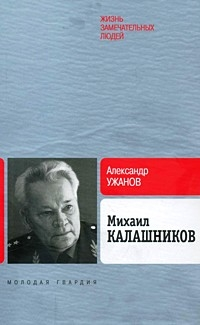 ЖИЗНЬ
ЗАМЕЧАТЕЛЬНЫХ
ЛЮДЕЙ
Александр
УЖАНОВ
Михаил
КАЛАШНИКОВ
МОЛОДАЯ ГВАРДИЯ